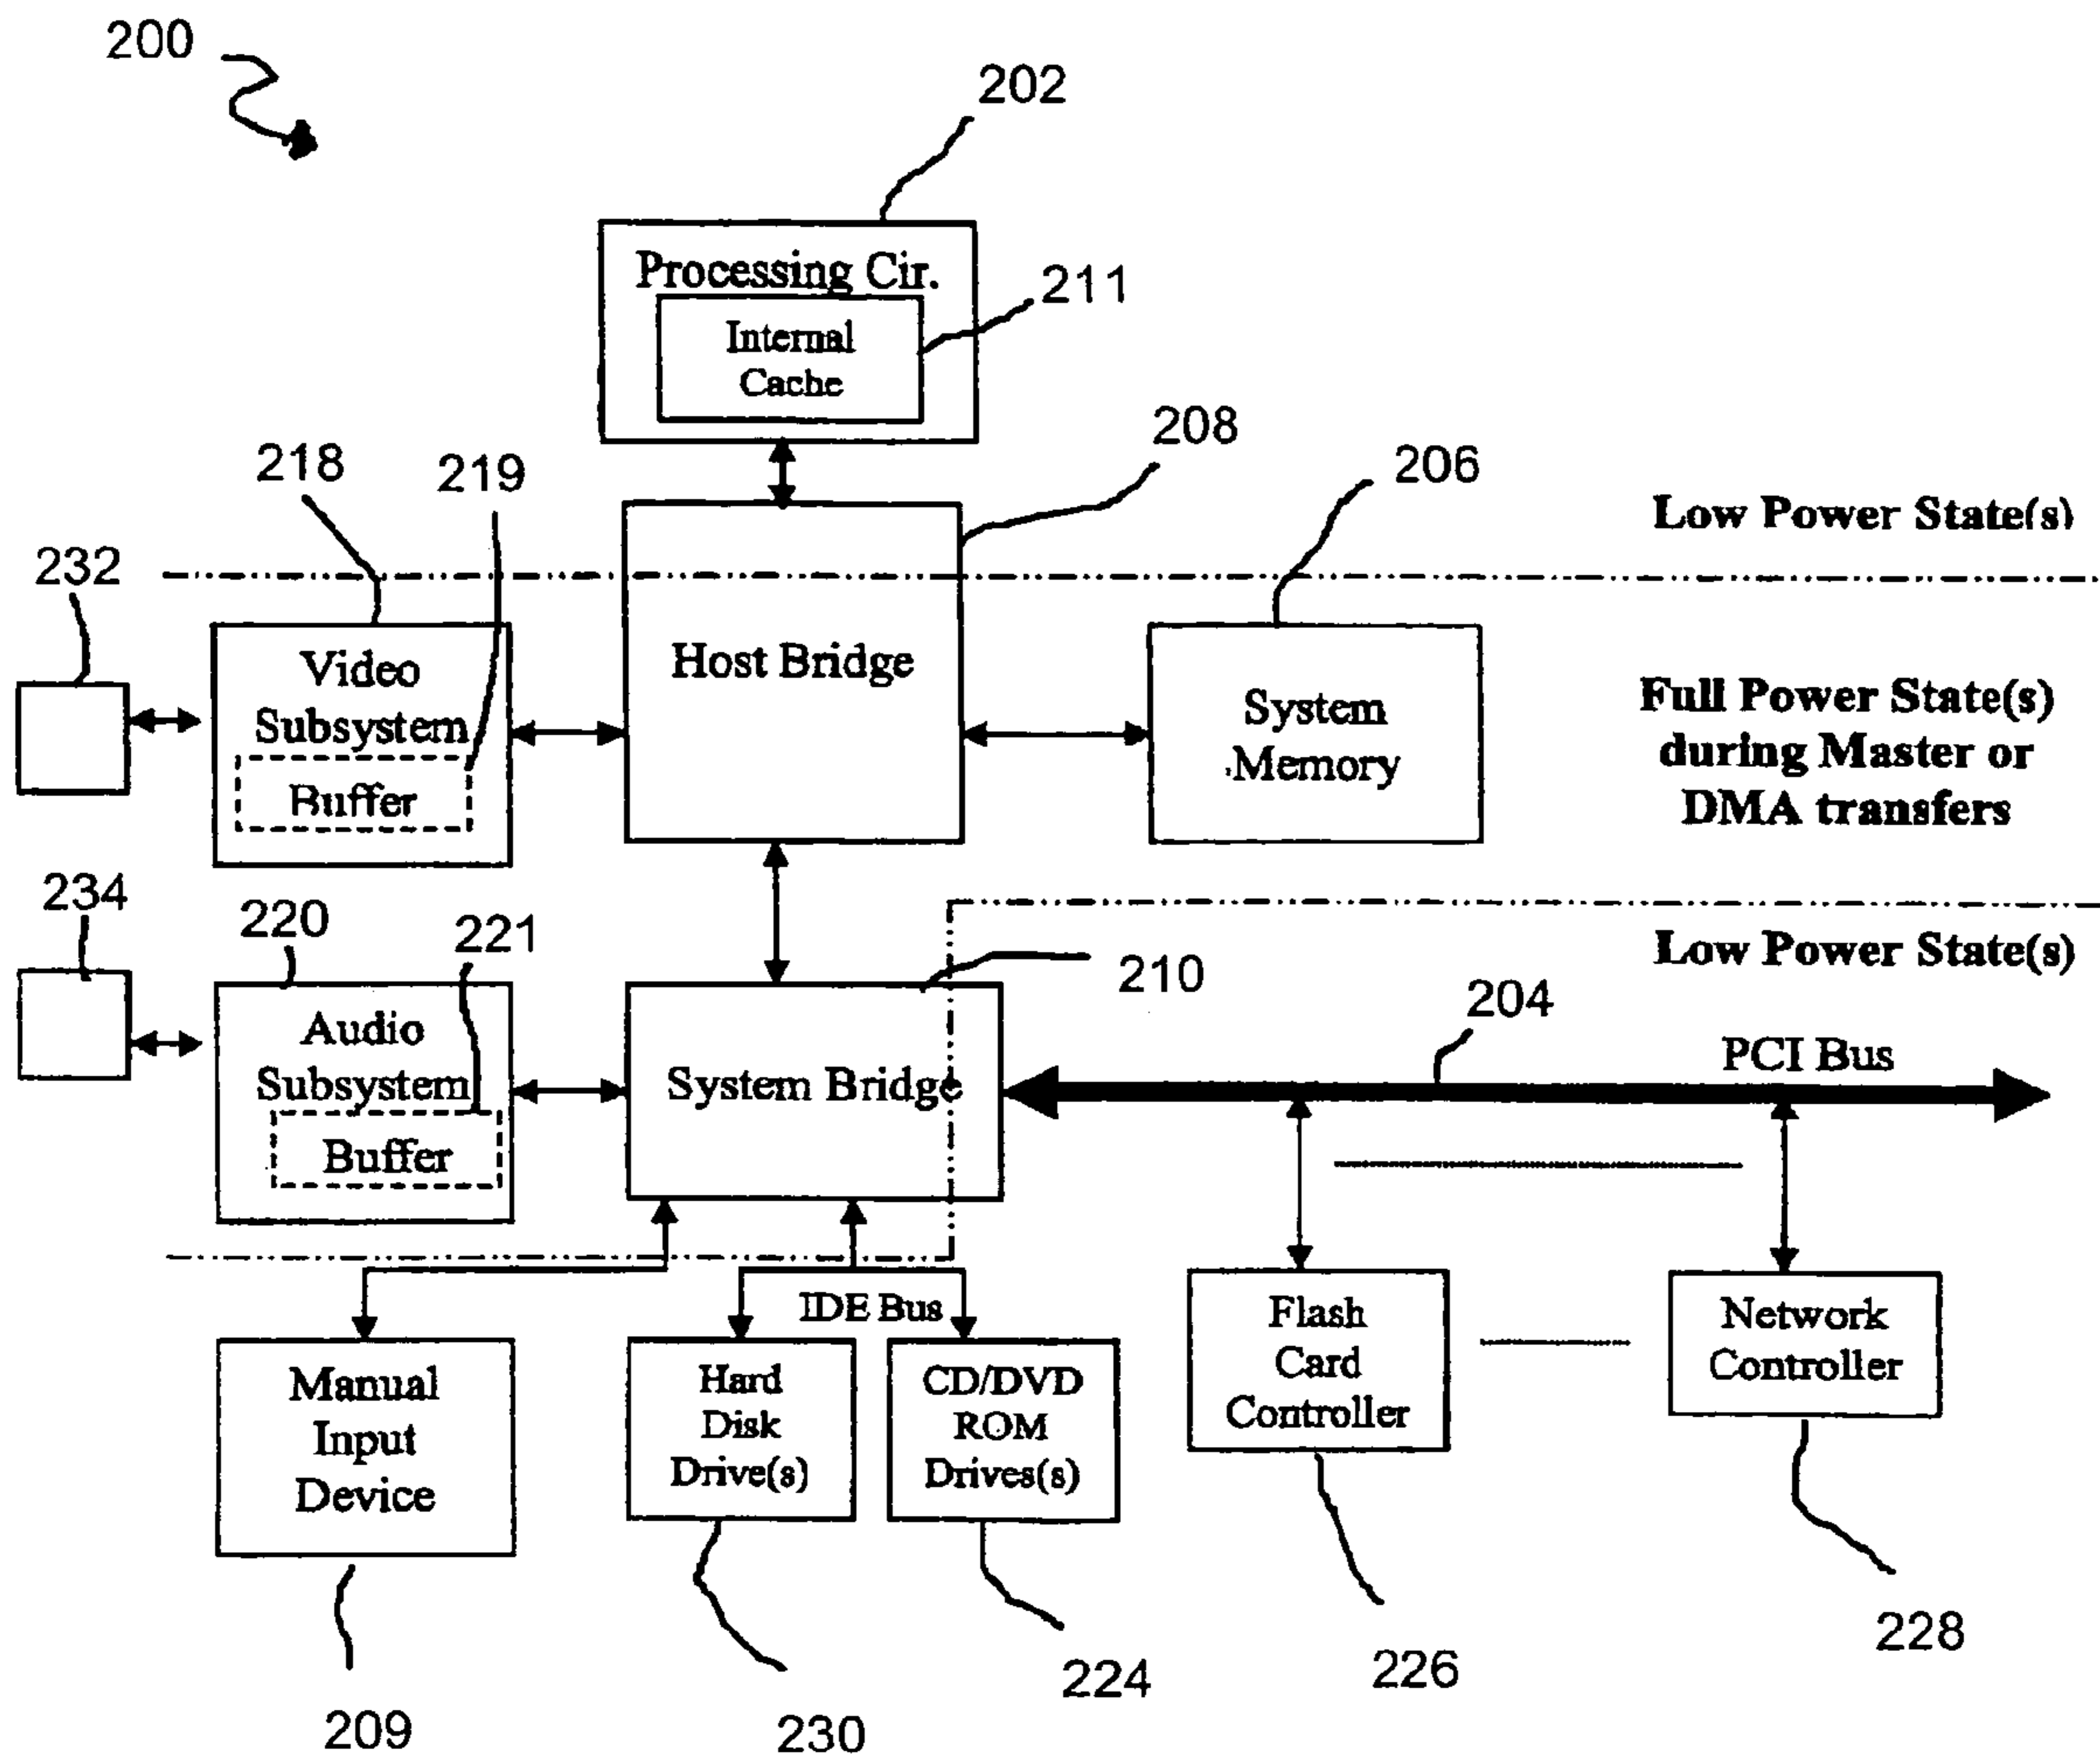 200
202
Processing Cir.
211
Internal
Cache
208
218
219
206
Low Power State(s)
232
Video
Subsystem
Buffer
Host Bridge
System
Memory
Full Power State(s)
during Master or
DMA transfers
234
220
221
210
Low Power State(s)
204
PCI Bus
Audio
Subsystem
Buffer
System Bridge
IDE Bus
Manual
Input
Device
Hard
Disk
Drive(s)
CD/DVD
ROM
Drives(s)
Flash
Card
Controller
Network
Controller
209
230
224
226
228